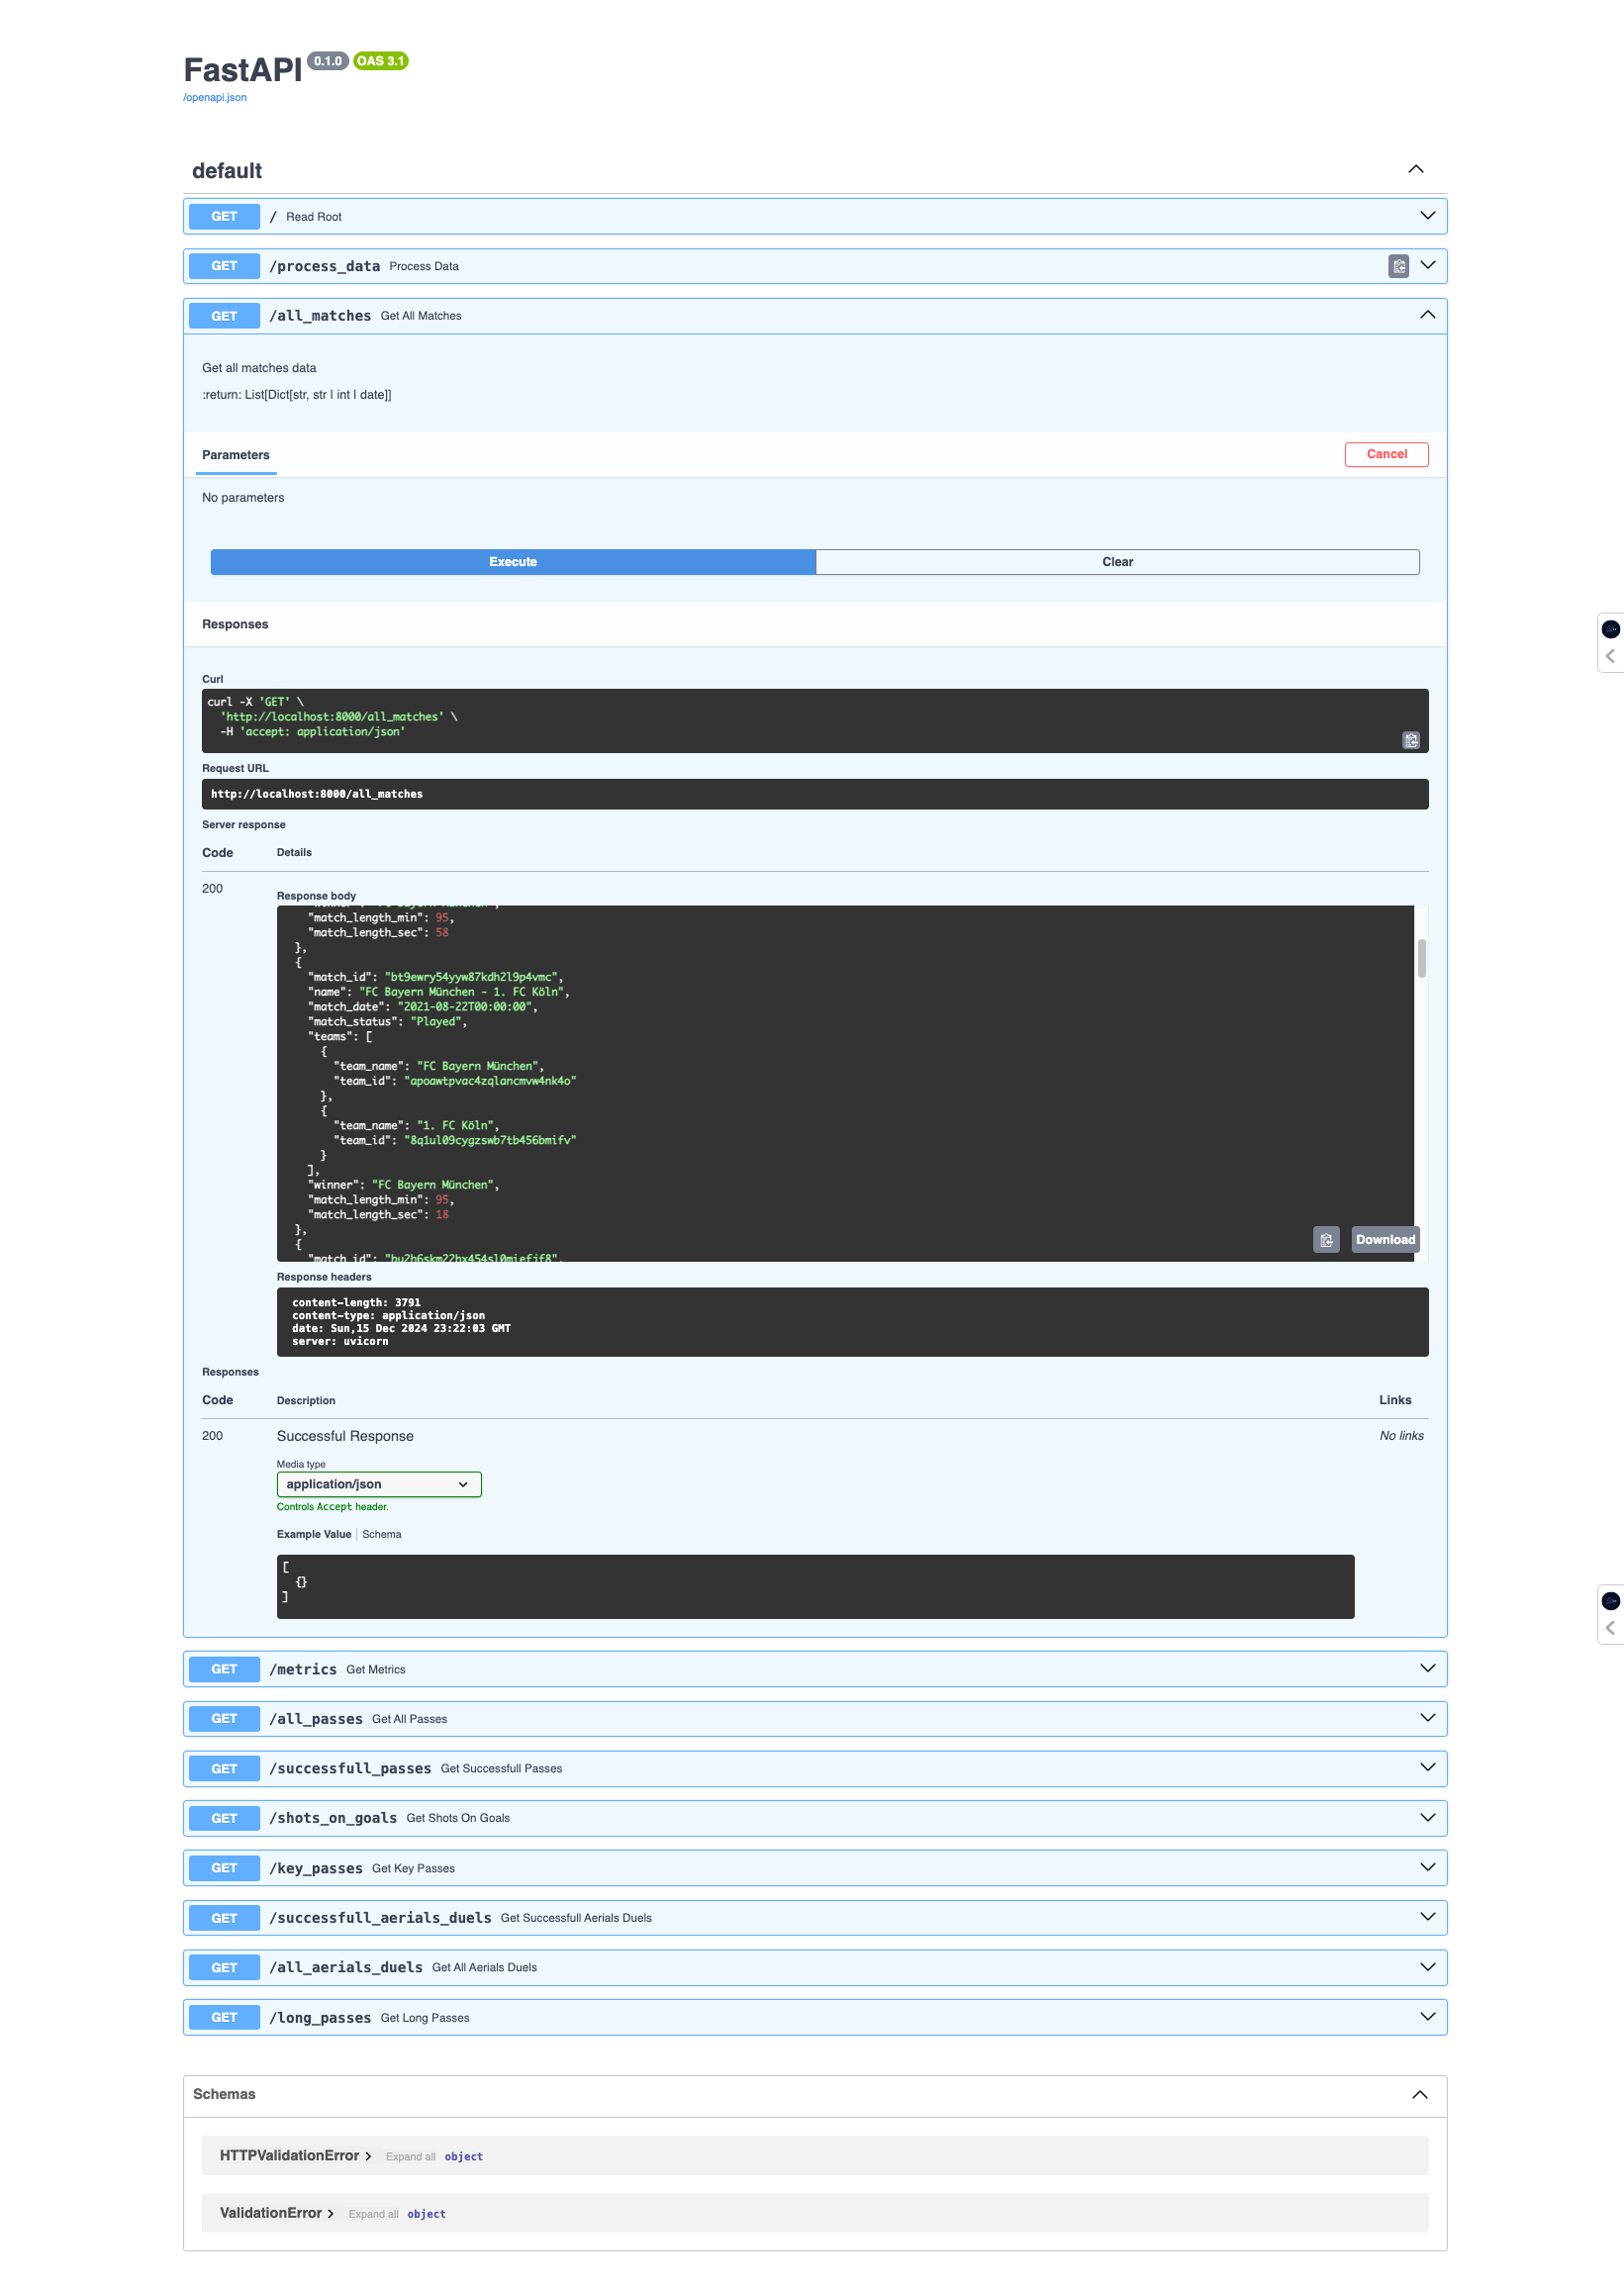 FastAPI 0.1.0 OAS 3.1
/openapi.json
default
GET / Read Root
GET /process_data Process Data
GET /all_matches Get All Matches
Get all matches data
:return: List[Dict[str, str | int | date]]
Parameters
Cancel
No parameters
Execute
Clear
Responses
Curl
curl -X 'GET' \
'http://localhost:8000/all_matches' \
-H 'accept: application/json'
Request URL
http://localhost:8000/all_matches
Server response
Code Details
200
Response body
"match_length_min": 95,
"match_length_sec": 58
},
{
"match_id": "bt9ewry54yyw87kdh2l9p4vmc",
"name": "FC Bayern München - 1. FC Köln",
"match_date": "2021-08-22T00:00:00",
"match_status": "Played",
"teams": [
{
"team_name": "FC Bayern München",
"team_id": "apoawtpvac4zqlancmvw4nk4o"
},
{
"team_name": "1. FC Köln",
"team_id": "8q1ul09cygzswb7tb456bmifv"
}
],
"winner": "FC Bayern München",
"match_length_min": 95,
"match_length_sec": 18
},
{
"match_id":
Download
Response headers
content-length: 3791
content-type: application/json
date: Sun,15 Dec 2024 23:22:03 GMT
server: uvicorn
Responses
Code Description Links
200 Successful Response No links
Media type
application/json
Controls Accept header.
Example Value | Schema
[
{}
]
GET /metrics Get Metrics
GET /all_passes Get All Passes
GET /successfull_passes Get Successfull Passes
GET /shots_on_goals Get Shots On Goals
GET /key_passes Get Key Passes
GET /successfull_aerials_duels Get Successfull Aerials Duels
GET /all_aerials_duels Get All Aerials Duels
GET /long_passes Get Long Passes
Schemas
HTTPValidationError Expand all object
ValidationError Expand all object